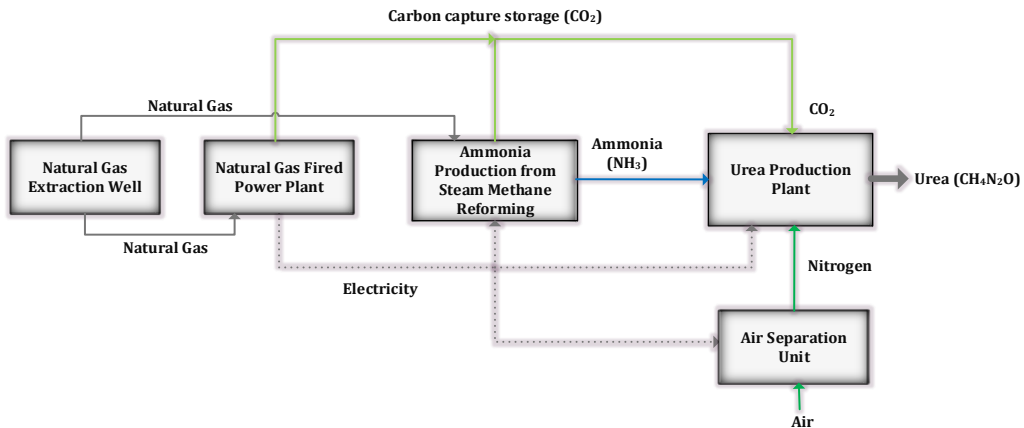 Carbon capture storage (CO₂)
Natural Gas
CO₂
Natural Gas
Extraction Well
Natural Gas Fired
Power Plant
Ammonia
Production from
Steam Methane
Reforming
Ammonia
(NH₃)
Urea Production
Plant
Urea (CH₄N₂O)
Natural Gas
Electricity
Nitrogen
Air Separation
Unit
Air